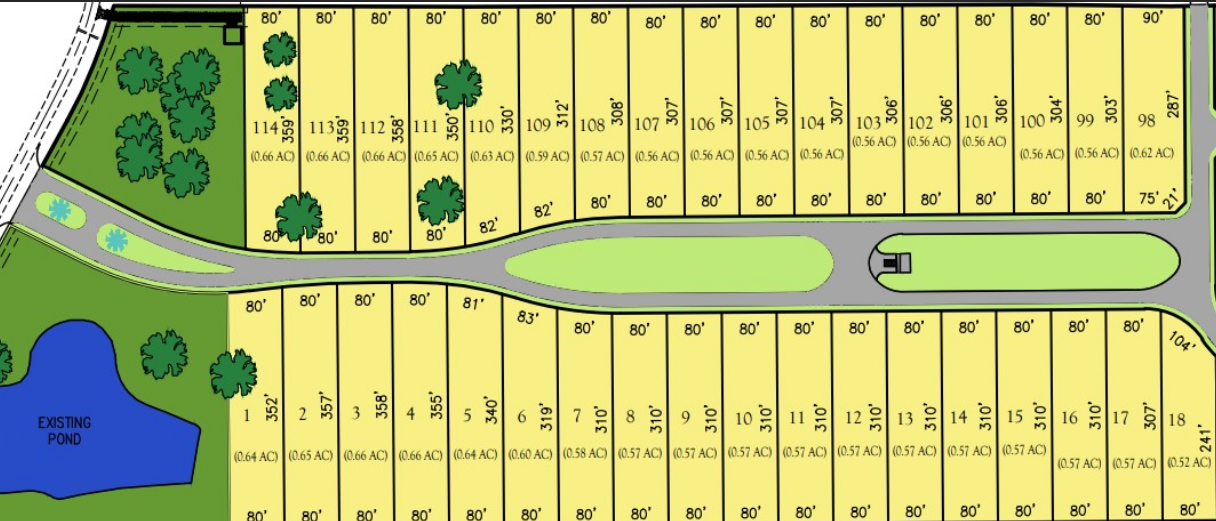 80' 80' 80' 80' 80' 80' 80' 80' 80' 80' 80' 80' 80' 80' 80' 80' 90'
114 359' 113 359' 112 358' 111 350' 110 330' 109 312' 108 308' 107 307' 106 307' 105 307' 104 307' 103 306' 102 306' 101 306' 100 304' 99 303' 98 287'
(0.66 AC) (0.66 AC) (0.66 AC) (0.65 AC) (0.63 AC) (0.59 AC) (0.57 AC) (0.56 AC) (0.56 AC) (0.56 AC) (0.56 AC) (0.56 AC) (0.56 AC) (0.56 AC) (0.56 AC) (0.56 AC) (0.62 AC)
80' 80' 80' 80' 82' 82' 80' 80' 80' 80' 80' 80' 80' 80' 80' 80' 75' 21'
80' 80' 80' 80' 81' 83' 80' 80' 80' 80' 80' 80' 80' 80' 80' 80' 80' 104'
1 352' 2 357' 3 358' 4 355' 5 340' 6 319' 7 310' 8 310' 9 310' 10 310' 11 310' 12 310' 13 310' 14 310' 15 310' 16 310' 17 307' 18 241'
(0.64 AC) (0.65 AC) (0.66 AC) (0.66 AC) (0.64 AC) (0.60 AC) (0.58 AC) (0.57 AC) (0.57 AC) (0.57 AC) (0.57 AC) (0.57 AC) (0.57 AC) (0.57 AC) (0.57 AC) (0.57 AC) (0.57 AC) (0.52 AC)
80' 80' 80' 80' 80' 80' 80' 80' 80' 80' 80' 80' 80' 80' 80' 80' 80' 80'
EXISTING
POND